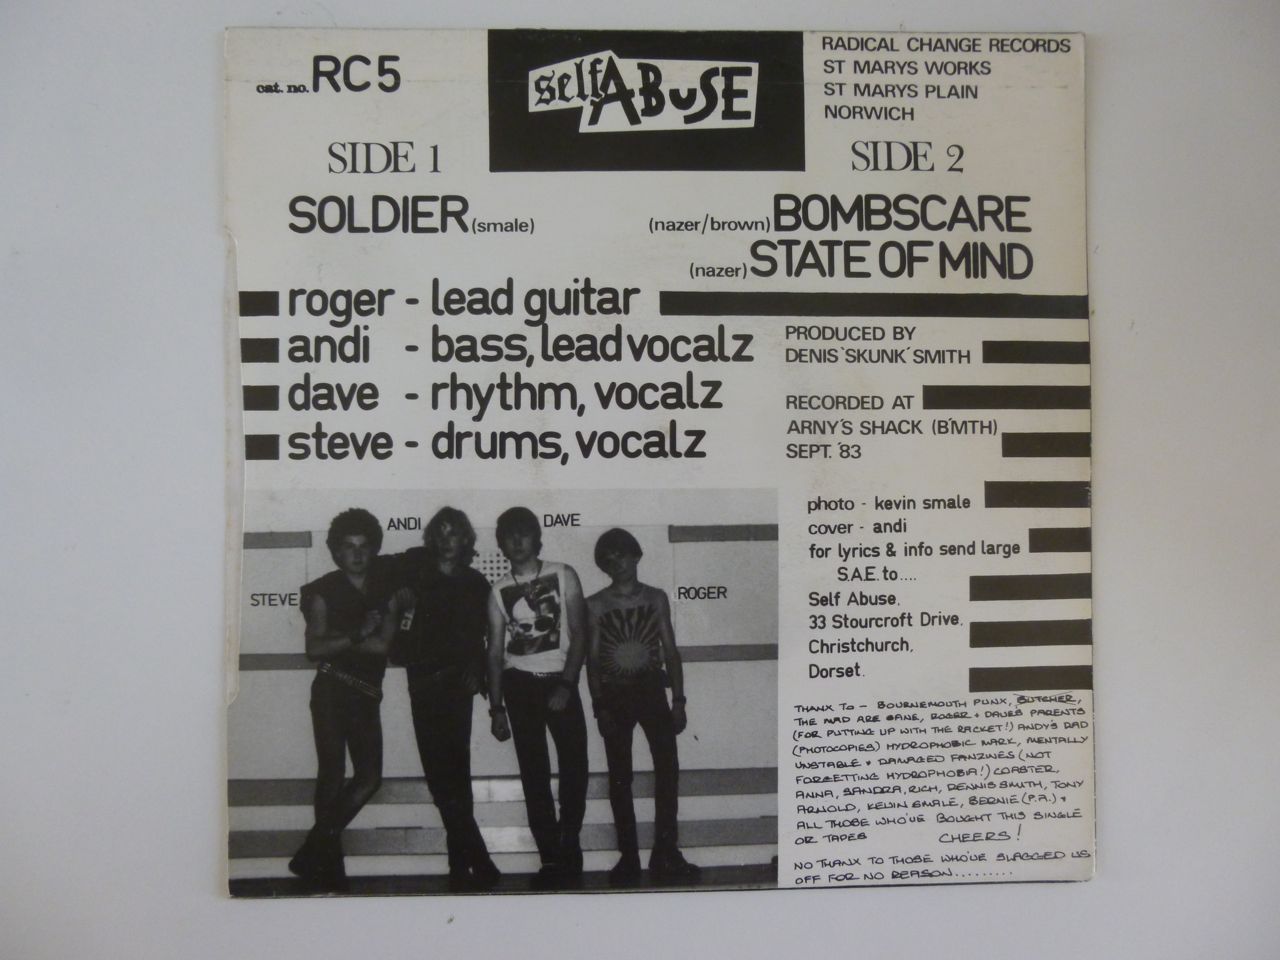 cat. no. RC5
self ABUSE
RADICAL CHANGE RECORDS
ST MARYS WORKS
ST MARYS PLAIN
NORWICH
SIDE 1
SOLDIER (smale)
SIDE 2
(nazer/brown) BOMBSCARE
(nazer) STATE OF MIND
roger - lead guitar
andi - bass, lead vocalz
dave - rhythm, vocalz
steve - drums, vocalz
PRODUCED BY
DENIS 'SKUNK' SMITH
RECORDED AT
ARNY'S SHACK (B'MTH)
SEPT. '83
STEVE
ANDI
DAVE
ROGER
photo - kevin smale
cover - andi
for lyrics & info send large
S.A.E. to....
Self Abuse,
33 Stourcroft Drive,
Christchurch,
Dorset.
THANX TO - BOURNEMOUTH PUNX, BUTCHER,
THE MAD ARE SANE, ROGER + DAVE'S PARENTS
(FOR PUTTING UP WITH THE RACKET!) ANDY'S DAD
(PHOTOCOPIES) HYDROPHOBIC MARK, MENTALLY
UNSTABLE + DAMAGED FANZINES (NOT
FORGETTING HYDROPHOBIA!) COASTER,
ANNA, SANDRA, RICH, DENNIS SMITH, TONY
ARNOLD, KEVIN SMALE, BERNIE (P.A.) +
ALL THOSE WHO'VE BOUGHT THIS SINGLE
OR TAPES CHEERS!
NO THANX TO THOSE WHO'VE SLAGGED US
OFF FOR NO REASON.........